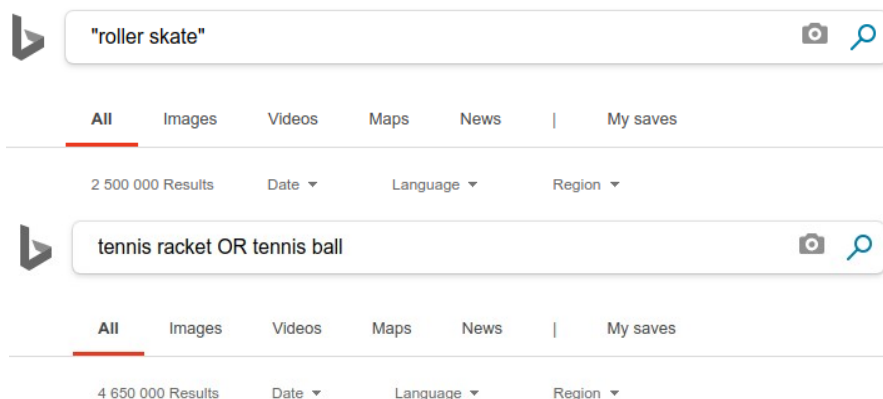 "roller skate"
All Images Videos Maps News | My saves
2 500 000 Results Date Language Region
tennis racket OR tennis ball
All Images Videos Maps News | My saves
4 650 000 Results Date Language Region